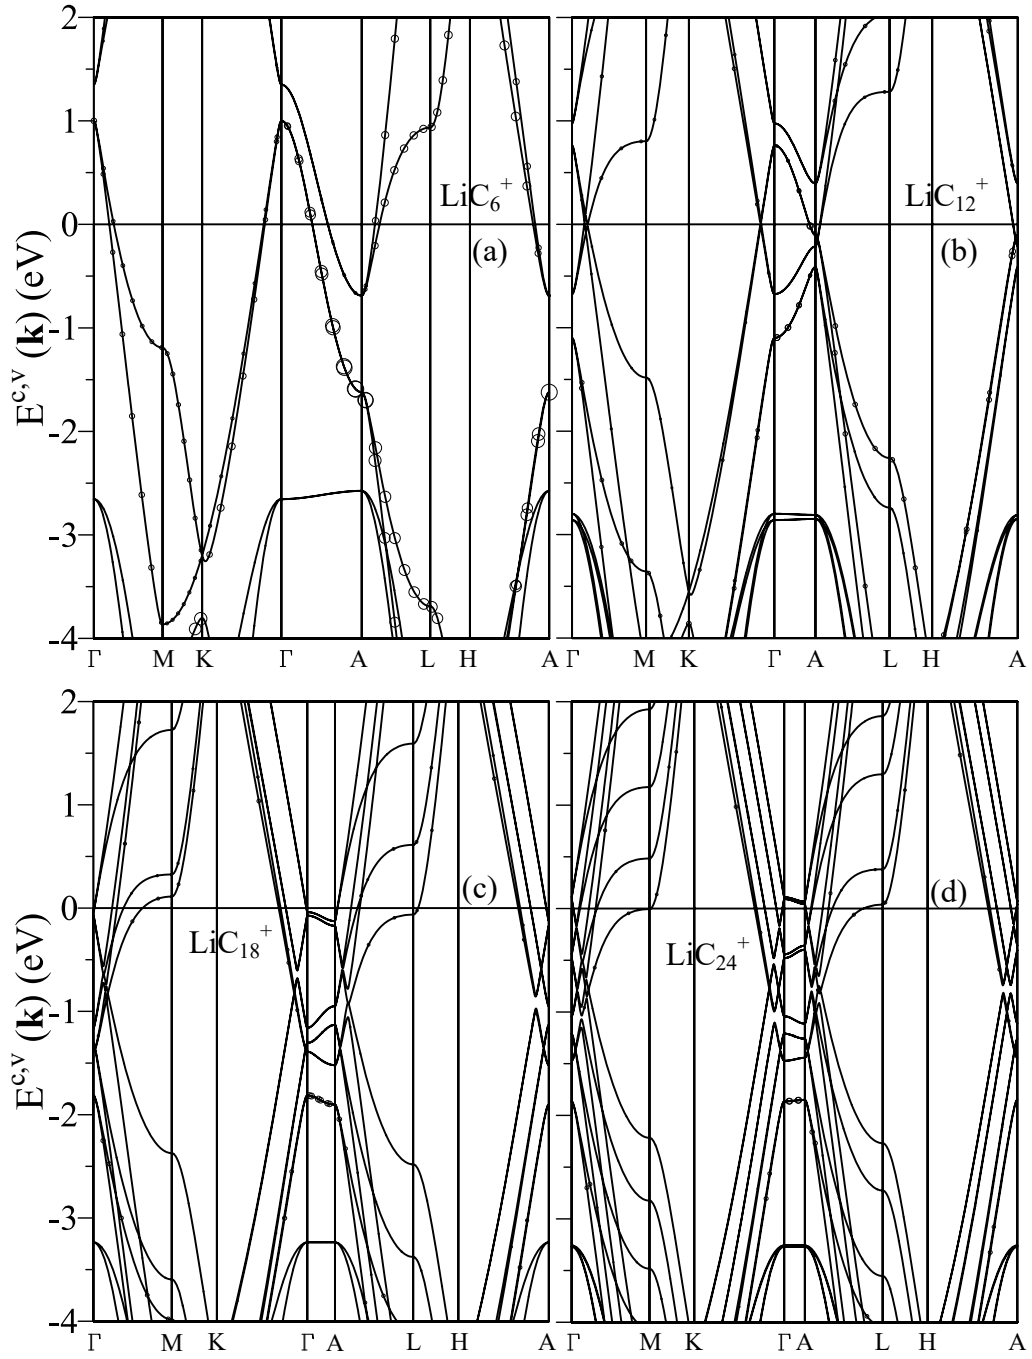 2
1
0
-1
-2
-3
-4
E^c,v (k) (eV)
LiC₆⁺
(a)
Γ M K Γ A L H A
LiC₁₂⁺
(b)
Γ M K Γ A L H A
2
1
0
-1
-2
-3
-4
E^c,v (k) (eV)
(c)
LiC₁₈⁺
Γ M K Γ A L H A
(d)
LiC₂₄⁺
Γ M K Γ A L H A